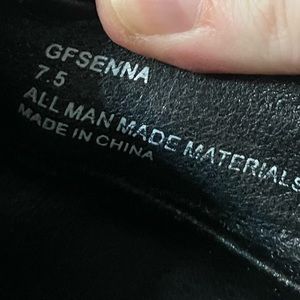 GFSENNA
7.5
ALL MAN MADE MATERIALS
MADE IN CHINA